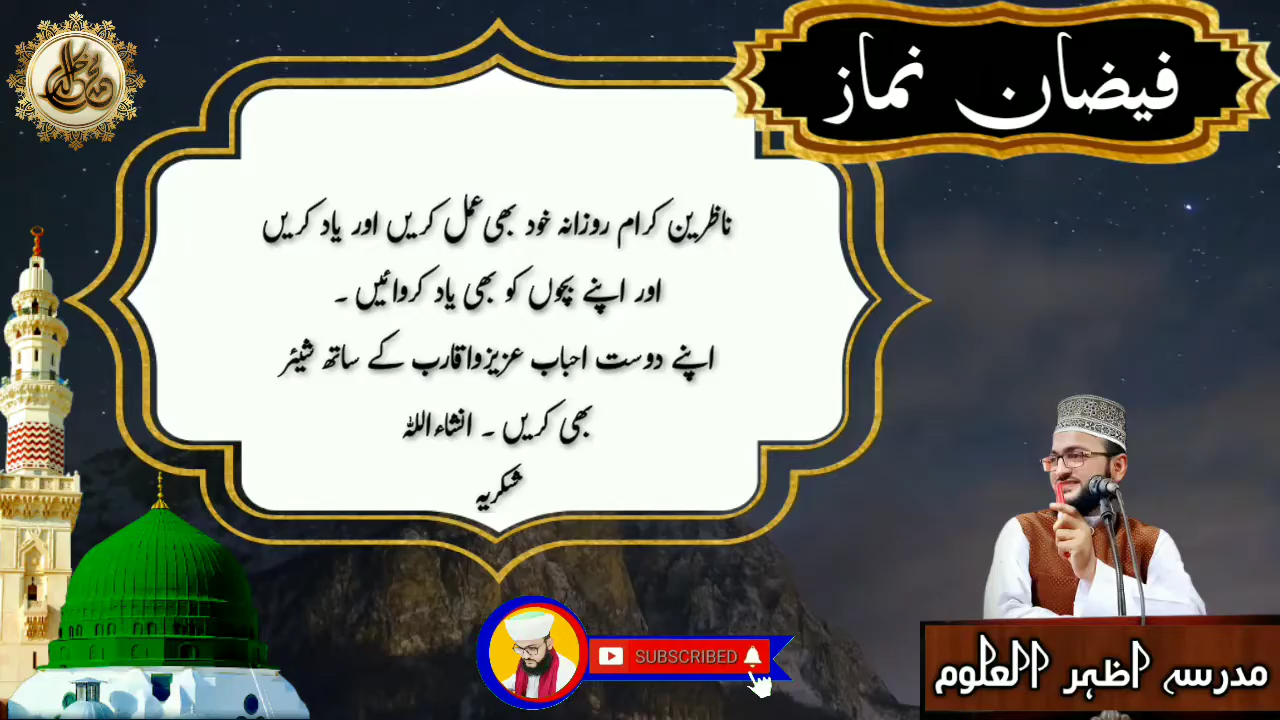 فیضان نماز
ناظرین کرام روزانہ خود بھی عمل کریں اور یاد کریں
اور اپنے بچوں کو بھی یاد کروائیں ۔
اپنے دوست احباب عزیزواقارب کے ساتھ شیئر
بھی کریں ۔ انشاءاللہ
شکریہ
SUBSCRIBED
مدرسہ اظہر العلوم